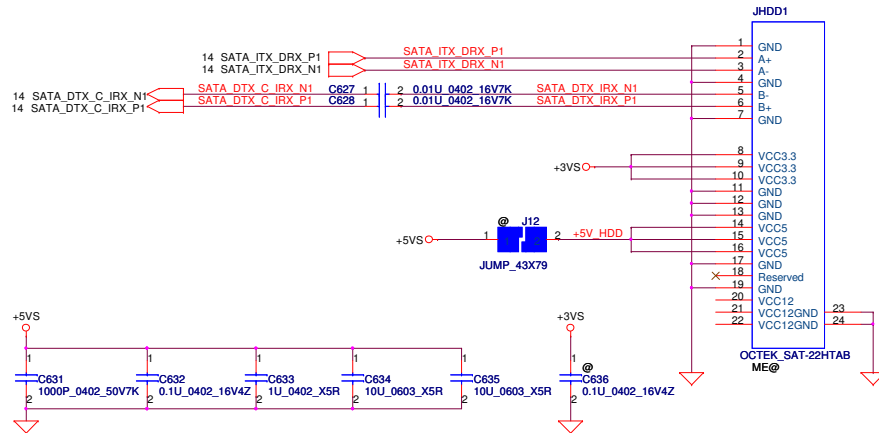 JHDD1
1 GND
14 SATA_ITX_DRX_P1 SATA_ITX_DRX_P1 2 A+
14 SATA_ITX_DRX_N1 SATA_ITX_DRX_N1 3 A-
4 GND
14 SATA_DTX_C_IRX_N1 SATA_DTX_C_IRX_N1 C627 1 2 0.01U_0402_16V7K SATA_DTX_IRX_N1 5 B-
14 SATA_DTX_C_IRX_P1 SATA_DTX_C_IRX_P1 C628 1 2 0.01U_0402_16V7K SATA_DTX_IRX_P1 6 B+
7 GND
8 VCC3.3
+3VS 9 VCC3.3
10 VCC3.3
11 GND
12 GND
13 GND
@ J12 14 VCC5
+5VS 1 1 2 2 +5V_HDD 15 VCC5
16 VCC5
JUMP_43X79 17 GND
18 Reserved
19 GND
20 VCC12
21 VCC12GND 23
22 VCC12GND 24
OCTEK_SAT-22HTAB
ME@
+5VS +3VS
1 1 1 1 1 1 @
C631 C632 C633 C634 C635 C636
1000P_0402_50V7K 0.1U_0402_16V4Z 1U_0402_X5R 10U_0603_X5R 10U_0603_X5R 0.1U_0402_16V4Z
2 2 2 2 2 2